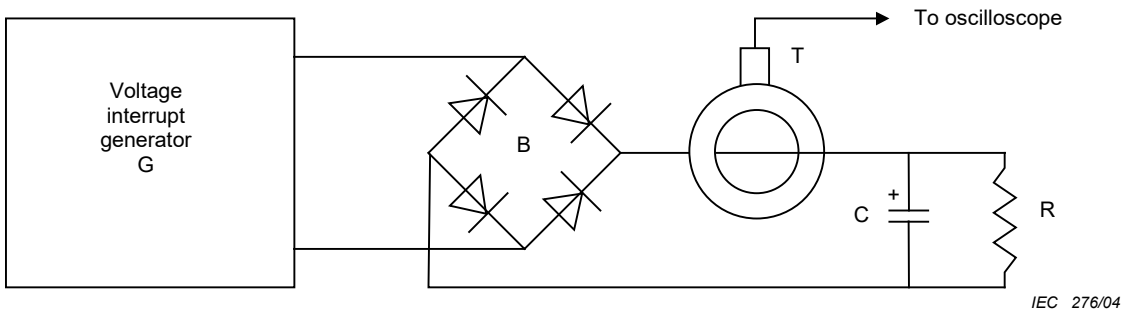 To oscilloscope
T
Voltage
interrupt
generator
G
B
+
C
R
IEC 276/04